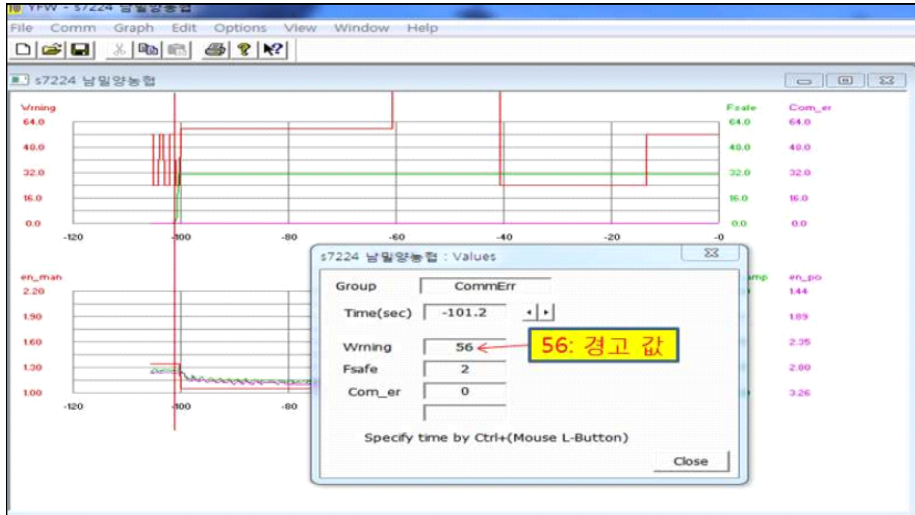 YFW - s7224 남밀양농협
File Comm Graph Edit Options View Window Help
s7224 남밀양농협
Wrning Fsafe Com_er
64.0 64.0 64.0
48.0 48.0 48.0
32.0 32.0 32.0
16.0 16.0 16.0
0.0 0.0 0.0
-120 -100 -80 -60 -40 -20 -0
s7224 남밀양농협 : Values
Group CommErr
Time(sec) -101.2
Wrning 56
56: 경고 값
Fsafe 2
Com_er 0
Specify time by Ctrl+(Mouse L-Button)
Close
en_man en_po
2.20 1.44
1.90 1.89
1.60 2.35
1.30 2.80
1.00 3.26
-120 -100 -80